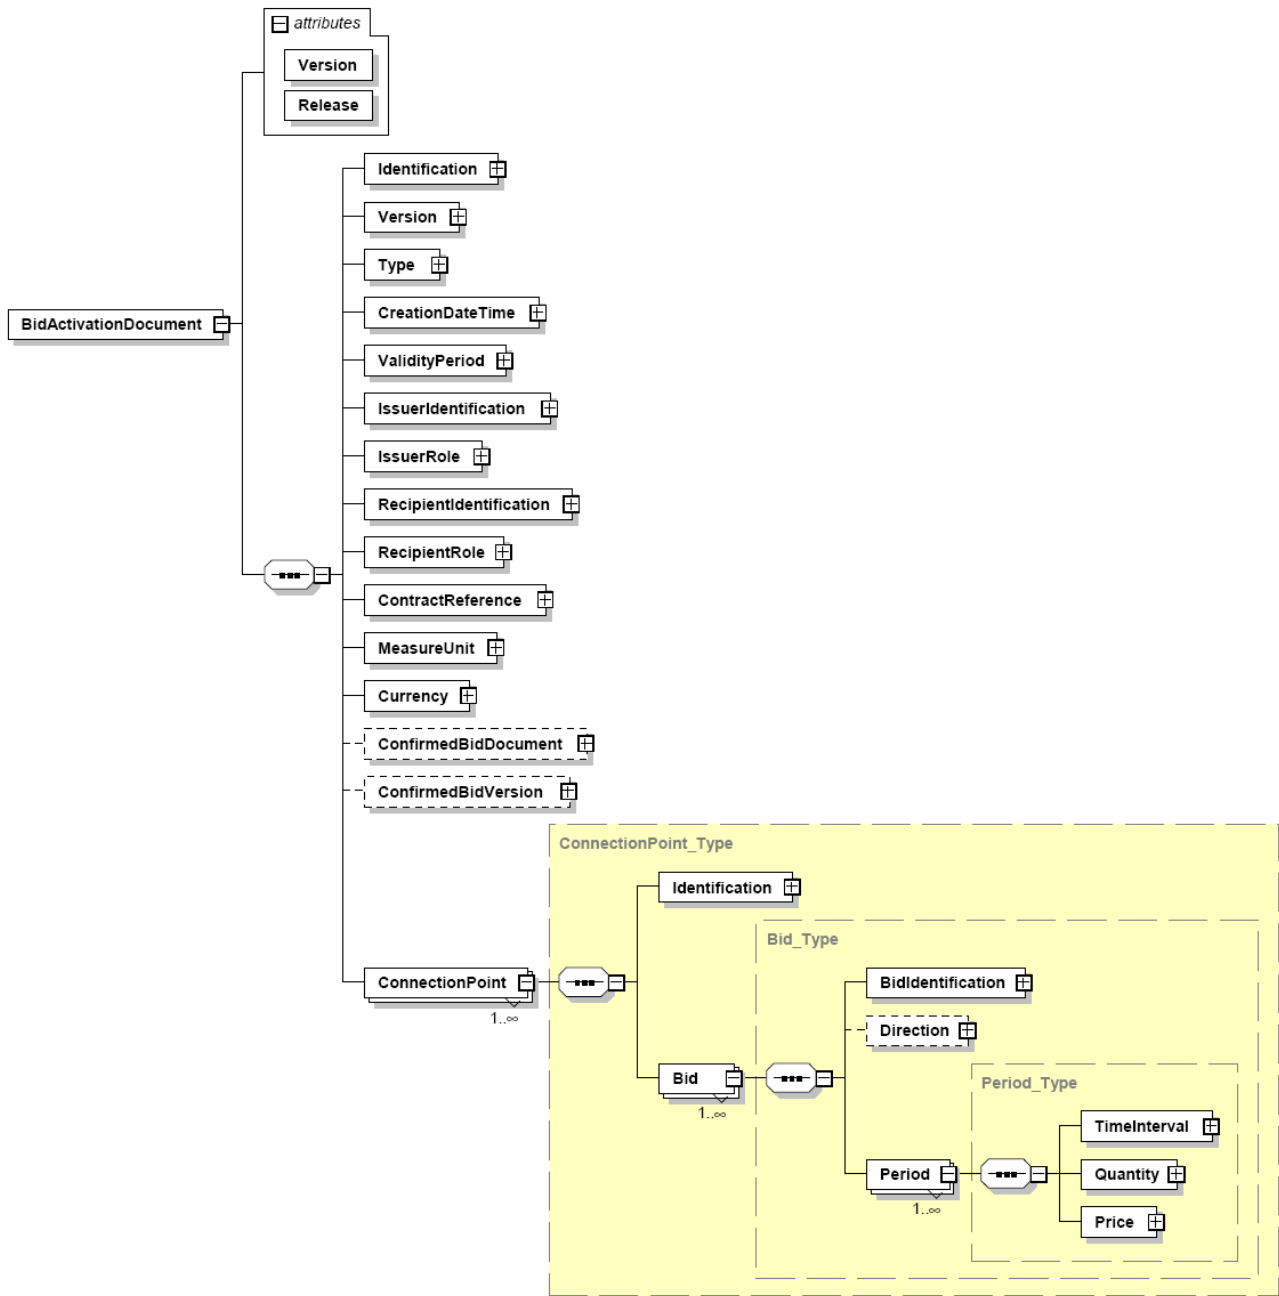 attributes
Version
Release
Identification
Version
Type
CreationDateTime
BidActivationDocument
ValidityPeriod
IssuerIdentification
IssuerRole
RecipientIdentification
RecipientRole
ContractReference
MeasureUnit
Currency
ConfirmedBidDocument
ConfirmedBidVersion
ConnectionPoint_Type
Identification
Bid_Type
ConnectionPoint
1..∞
BidIdentification
Direction
Bid
1..∞
Period_Type
TimeInterval
Period
1..∞
Quantity
Price